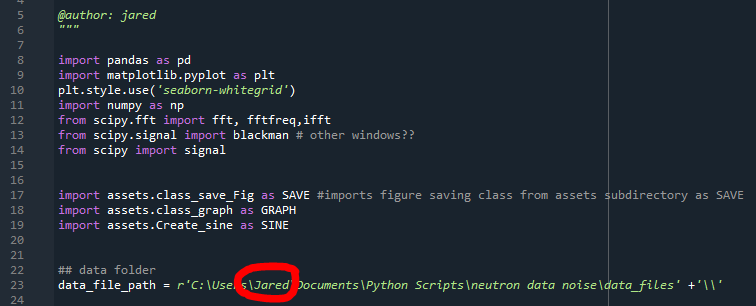 4
5 @author: jared
6 """
7
8 import pandas as pd
9 import matplotlib.pyplot as plt
10 plt.style.use('seaborn-whitegrid')
11 import numpy as np
12 from scipy.fft import fft, fftfreq,ifft
13 from scipy.signal import blackman # other windows??
14 from scipy import signal
15
16
17 import assets.class_save_Fig as SAVE #imports figure saving class from assets subdirectory as SAVE
18 import assets.class_graph as GRAPH
19 import assets.Create_sine as SINE
20
21
22 ## data folder
23 data_file_path = r'C:\Users\Jared\Documents\Python Scripts\neutron data noise\data_files' +'\\'
24